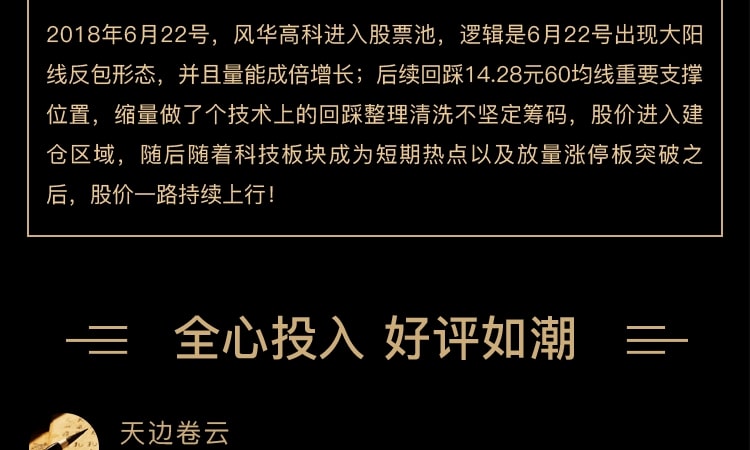 2018年6月22号，风华高科进入股票池，逻辑是6月22号出现大阳
线反包形态，并且量能成倍增长；后续回踩14.28元60均线重要支撑
位置，缩量做了个技术上的回踩整理清洗不坚定筹码，股价进入建
仓区域，随后随着科技板块成为短期热点以及放量涨停板突破之
后，股价一路持续上行！
全心投入 好评如潮
天边卷云